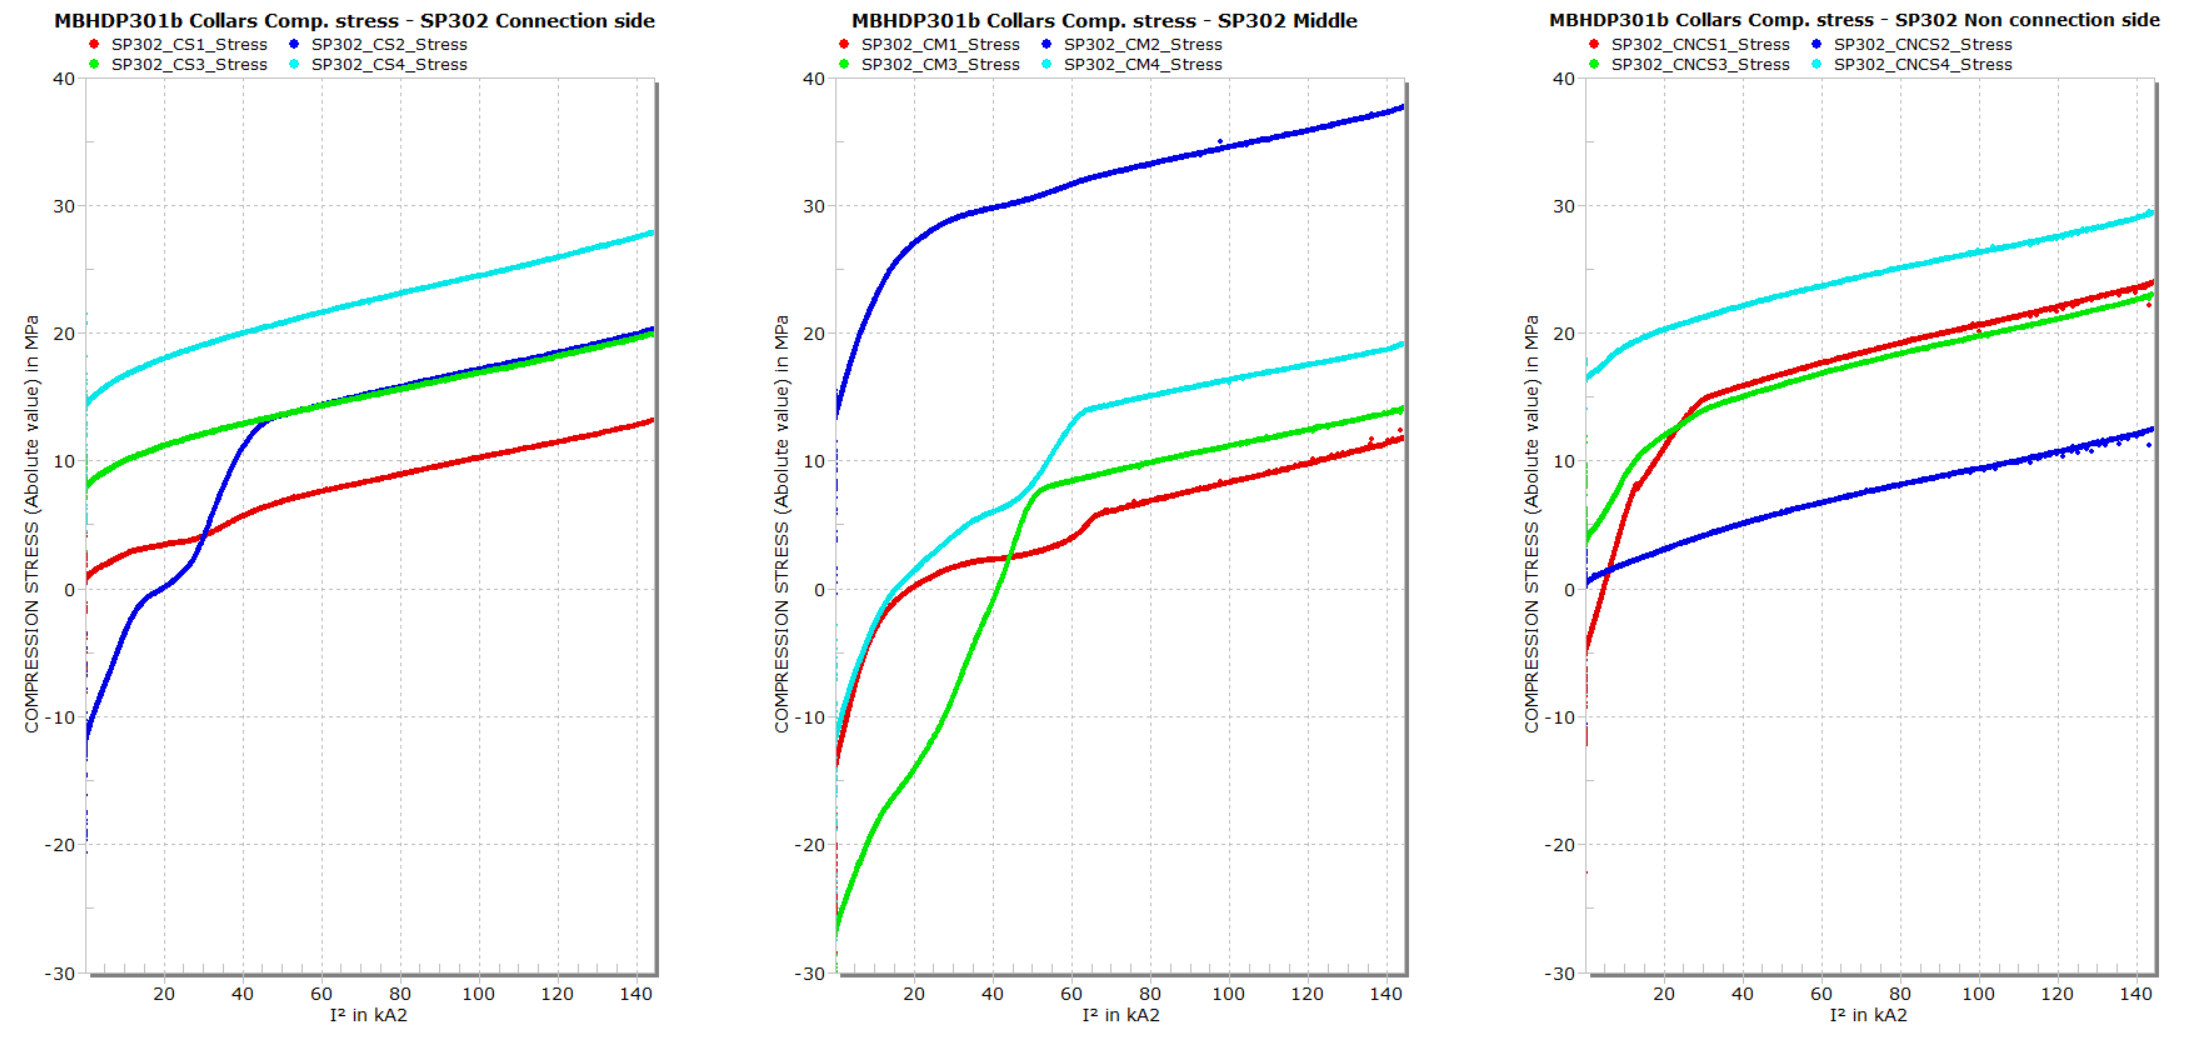 MBHDP301b Collars Comp. stress - SP302 Connection side
SP302_CS1_Stress SP302_CS2_Stress
SP302_CS3_Stress SP302_CS4_Stress
COMPRESSION STRESS (Abolute value) in MPa
40
30
20
10
0
-10
-20
-30
20 40 60 80 100 120 140
I² in kA2
MBHDP301b Collars Comp. stress - SP302 Middle
SP302_CM1_Stress SP302_CM2_Stress
SP302_CM3_Stress SP302_CM4_Stress
COMPRESSION STRESS (Abolute value) in MPa
40
30
20
10
0
-10
-20
-30
20 40 60 80 100 120 140
I² in kA2
MBHDP301b Collars Comp. stress - SP302 Non connection side
SP302_CNCS1_Stress SP302_CNCS2_Stress
SP302_CNCS3_Stress SP302_CNCS4_Stress
COMPRESSION STRESS (Abolute value) in MPa
40
30
20
10
0
-10
-20
-30
20 40 60 80 100 120 140
I² in kA2